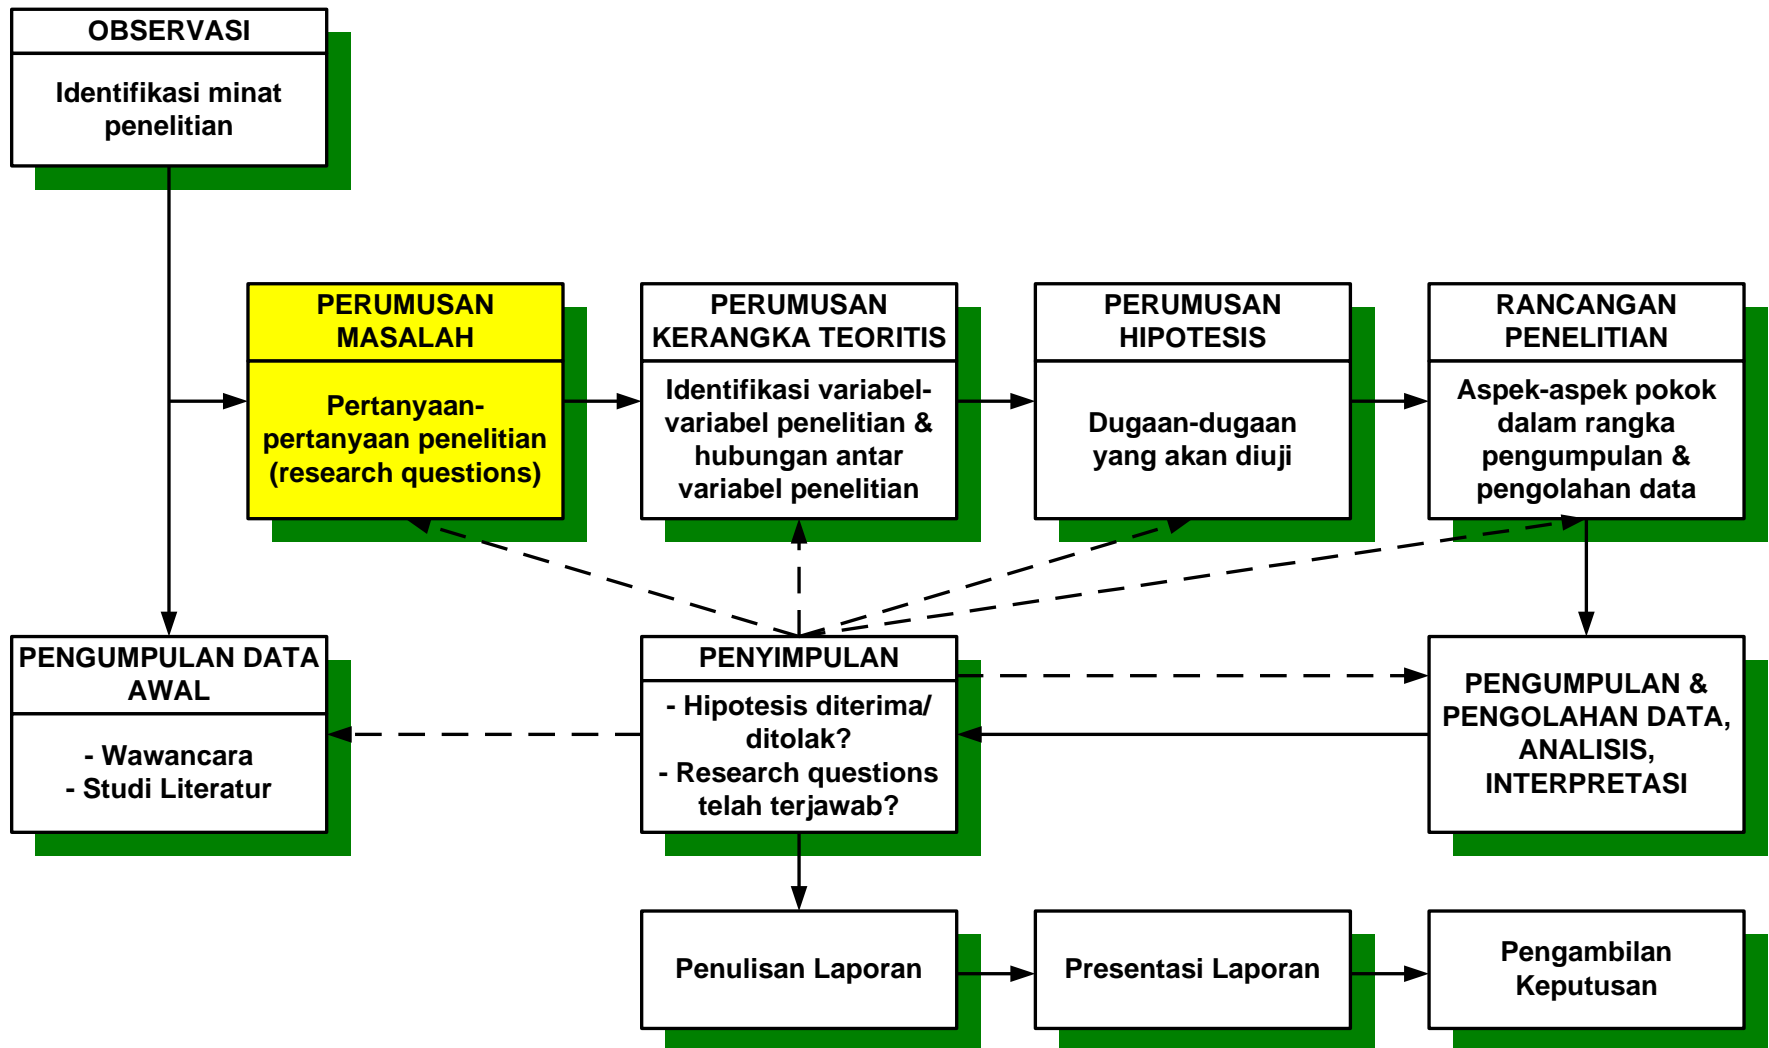 OBSERVASI
Identifikasi minat
penelitian
PERUMUSAN
MASALAH
Pertanyaan-
pertanyaan penelitian
(research questions)
PERUMUSAN
KERANGKA TEORITIS
Identifikasi variabel-
variabel penelitian &
hubungan antar
variabel penelitian
PERUMUSAN
HIPOTESIS
Dugaan-dugaan
yang akan diuji
RANCANGAN
PENELITIAN
Aspek-aspek pokok
dalam rangka
pengumpulan &
pengolahan data
PENGUMPULAN DATA
AWAL
- Wawancara
- Studi Literatur
PENYIMPULAN
- Hipotesis diterima/
ditolak?
- Research questions
telah terjawab?
PENGUMPULAN &
PENGOLAHAN DATA,
ANALISIS,
INTERPRETASI
Penulisan Laporan
Presentasi Laporan
Pengambilan
Keputusan